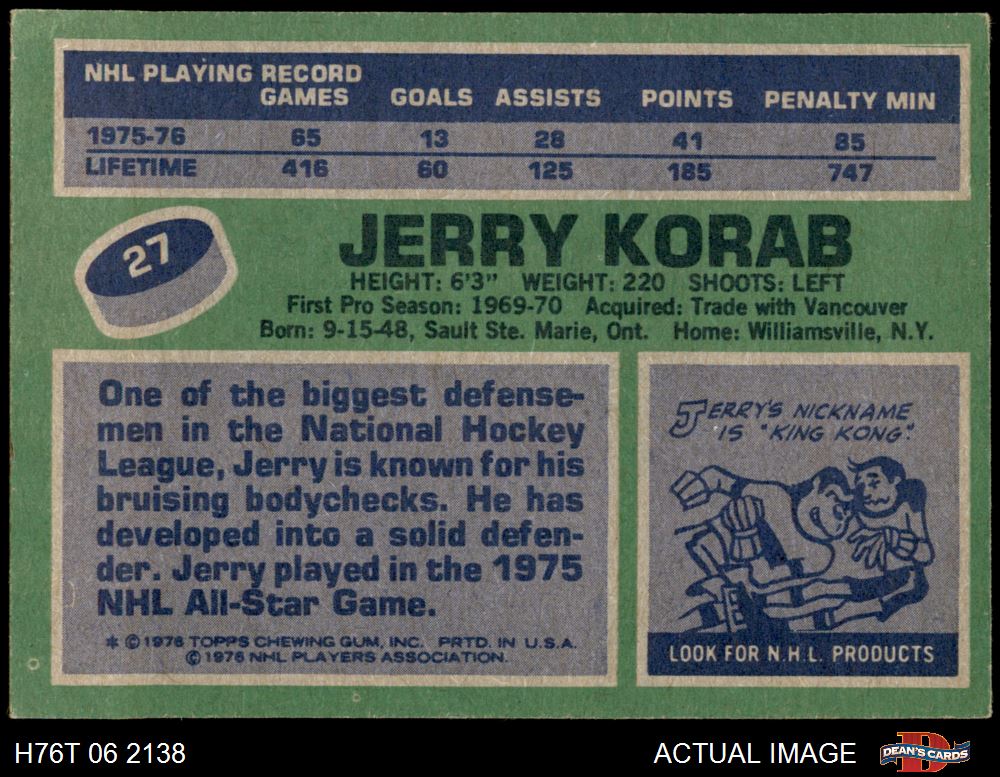 NHL PLAYING RECORD
GAMES GOALS ASSISTS POINTS PENALTY MIN
1975-76 65 13 28 41 85
LIFETIME 416 60 125 185 747
27
JERRY KORAB
HEIGHT: 6'3" WEIGHT: 220 SHOOTS: LEFT
First Pro Season: 1969-70 Acquired: Trade with Vancouver
Born: 9-15-48, Sault Ste. Marie, Ont. Home: Williamsville, N.Y.
One of the biggest defense-
men in the National Hockey
League, Jerry is known for his
bruising bodychecks. He has
developed into a solid defen-
der. Jerry played in the 1975
NHL All-Star Game.
* © 1976 TOPPS CHEWING GUM, INC. PRTD. IN U.S.A.
© 1976 NHL PLAYERS ASSOCIATION.
JERRY'S NICKNAME
IS "KING KONG".
LOOK FOR N.H.L. PRODUCTS
H76T 06 2138 ACTUAL IMAGE
DEAN'S CARDS